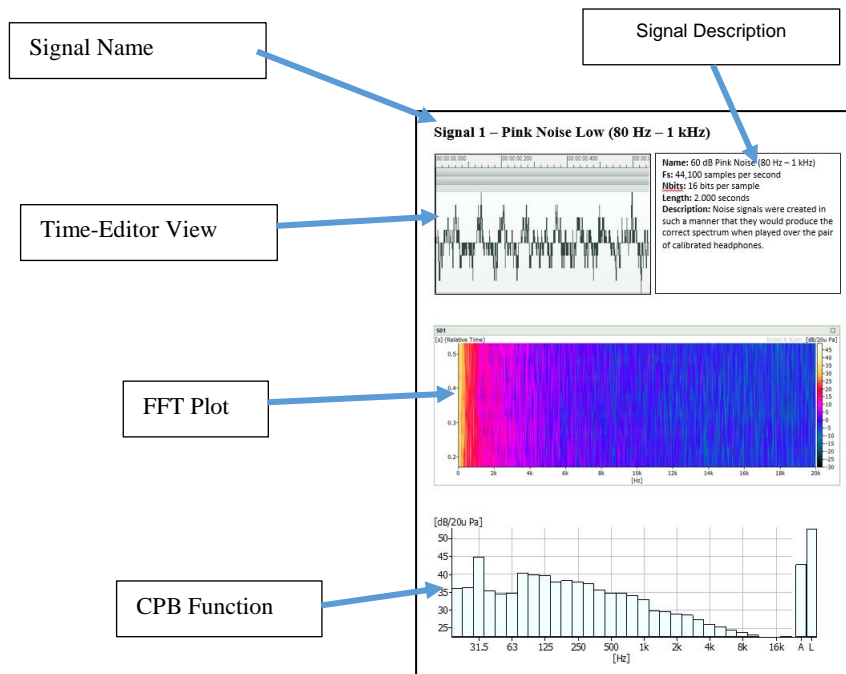 Signal Name
Signal Description
Signal 1 – Pink Noise Low (80 Hz – 1 kHz)
00:00:00.000 00:00:00.200 00:00:00.400
Name: 60 dB Pink Noise (80 Hz – 1 kHz)
Fs: 44,100 samples per second
Nbits: 16 bits per sample
Length: 2.000 seconds
Description: Noise signals were created in
such a manner that they would produce the
correct spectrum when played over the pair
of calibrated headphones.
Time-Editor View
S01
[s] (Relative Time)
Brüel & Kjær [dB/20u Pa]
0.5
0.4
0.3
0.2
45
40
35
30
25
20
15
10
5
0
-5
-10
-15
-20
-25
-30
0 2k 4k 6k 8k 10k 12k 14k 16k 18k 20k
[Hz]
FFT Plot
[dB/20u Pa]
50
45
40
35
30
25
31.5 63 125 250 500 1k 2k 4k 8k 16k A L
[Hz]
CPB Function